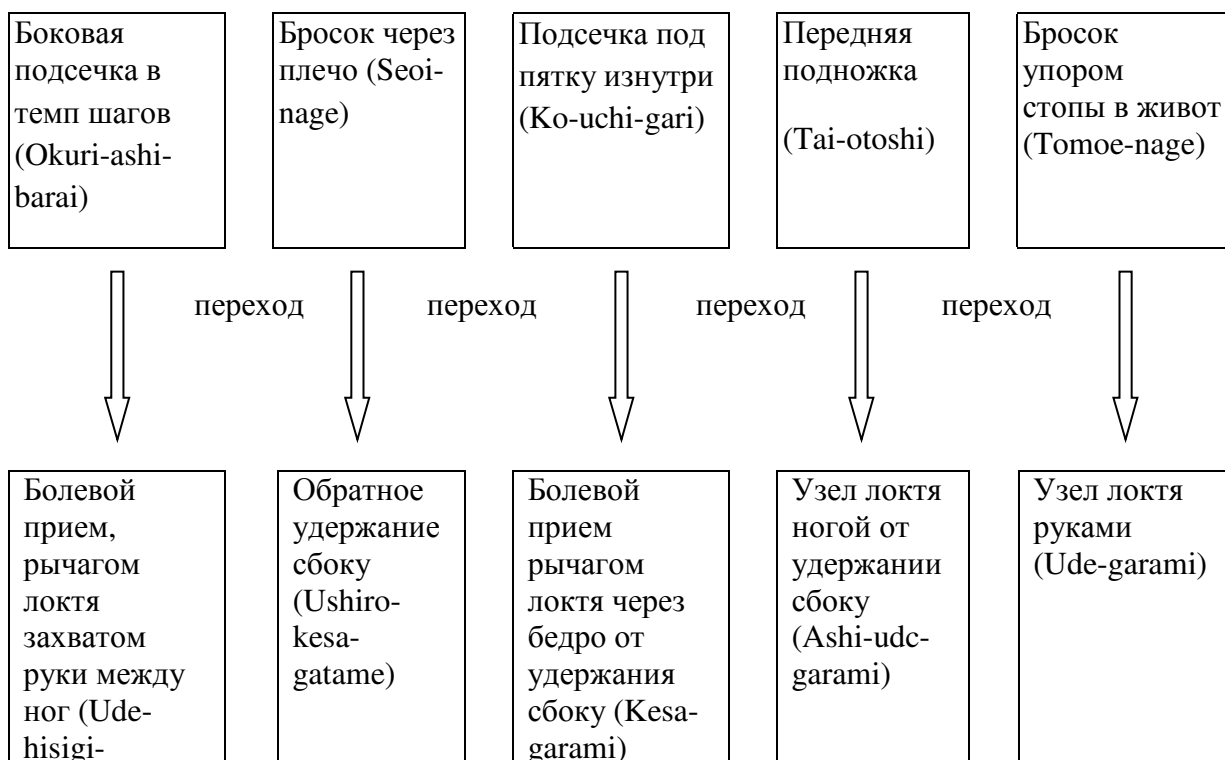 Боковая
подсечка в
темп шагов
(Okuri-ashi-
barai)
Бросок через
плечо (Seoi-
nage)
Подсечка под
пятку изнутри
(Ko-uchi-gari)
Передняя
подножка
(Tai-otoshi)
Бросок
упором
стопы в живот
(Tomoe-nage)
переход
переход
переход
переход
Болевой
прием,
рычагом
локтя
захватом
руки между
ног (Ude-
hisigi-
Обратное
удержание
сбоку
(Ushiro-
kesa-
gatame)
Болевой
прием
рычагом
локтя через
бедро от
удержания
сбоку (Kesa-
garami)
Узел локтя
ногой от
удержании
сбоку
(Ashi-udc-
garami)
Узел локтя
руками
(Ude-garami)